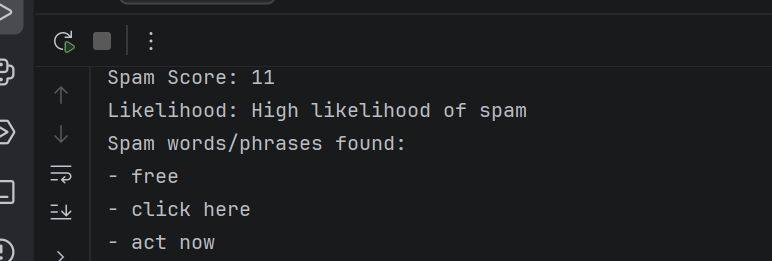 Spam Score: 11
Likelihood: High likelihood of spam
Spam words/phrases found:
- free
- click here
- act now